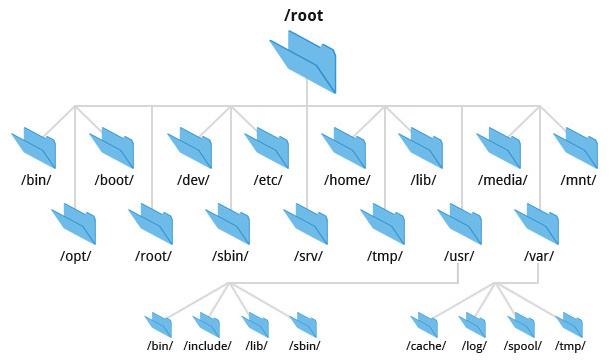 /root
/bin/ /boot/ /dev/ /etc/ /home/ /lib/ /media/ /mnt/
/opt/ /root/ /sbin/ /srv/ /tmp/ /usr/ /var/
/bin/ /include/ /lib/ /sbin/ /cache/ /log/ /spool/ /tmp/